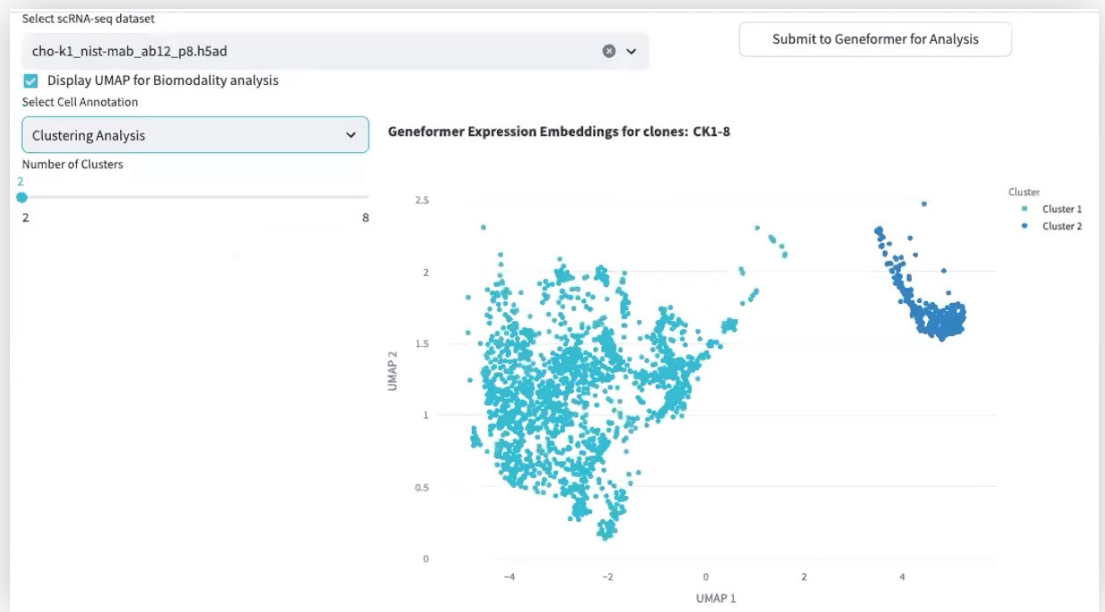 Select scRNA-seq dataset
cho-k1_nist-mab_ab12_p8.h5ad
Submit to Geneformer for Analysis
Display UMAP for Biomodality analysis
Select Cell Annotation
Clustering Analysis
Geneformer Expression Embeddings for clones: CK1-8
Number of Clusters
2
2
8
Cluster
Cluster 1
Cluster 2
UMAP 2
2.5
2
1.5
1
0.5
0
−4
−2
0
2
4
UMAP 1